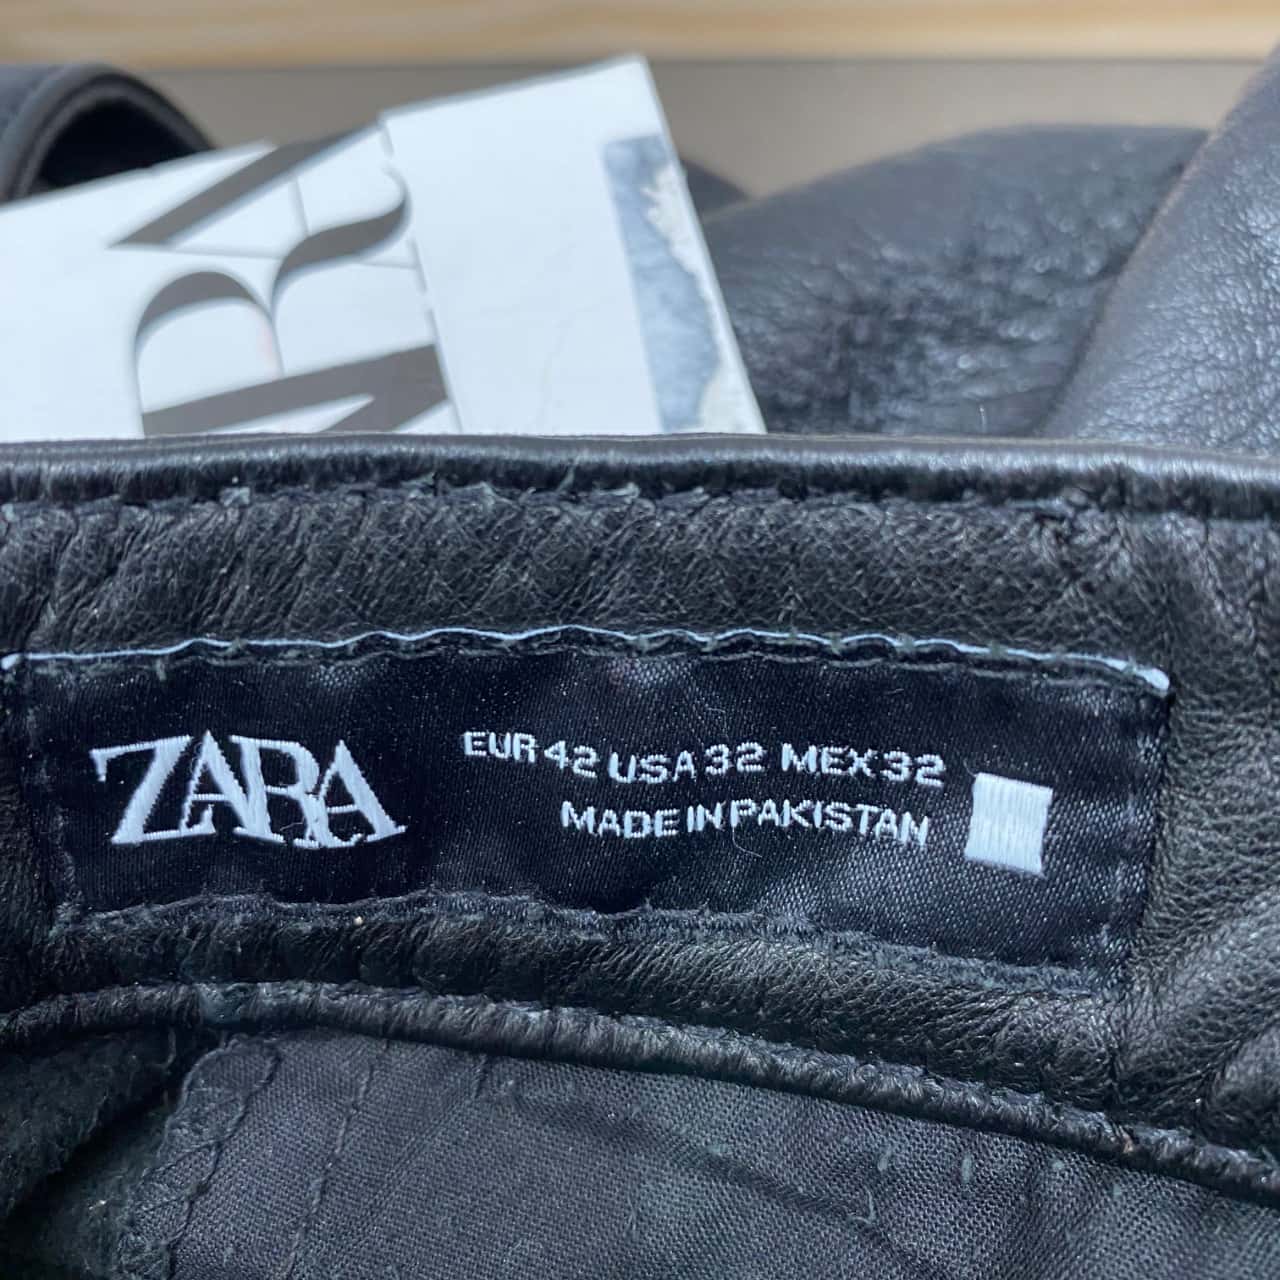 ZARA
EUR 42 USA 32 MEX 32
MADE IN PAKISTAN